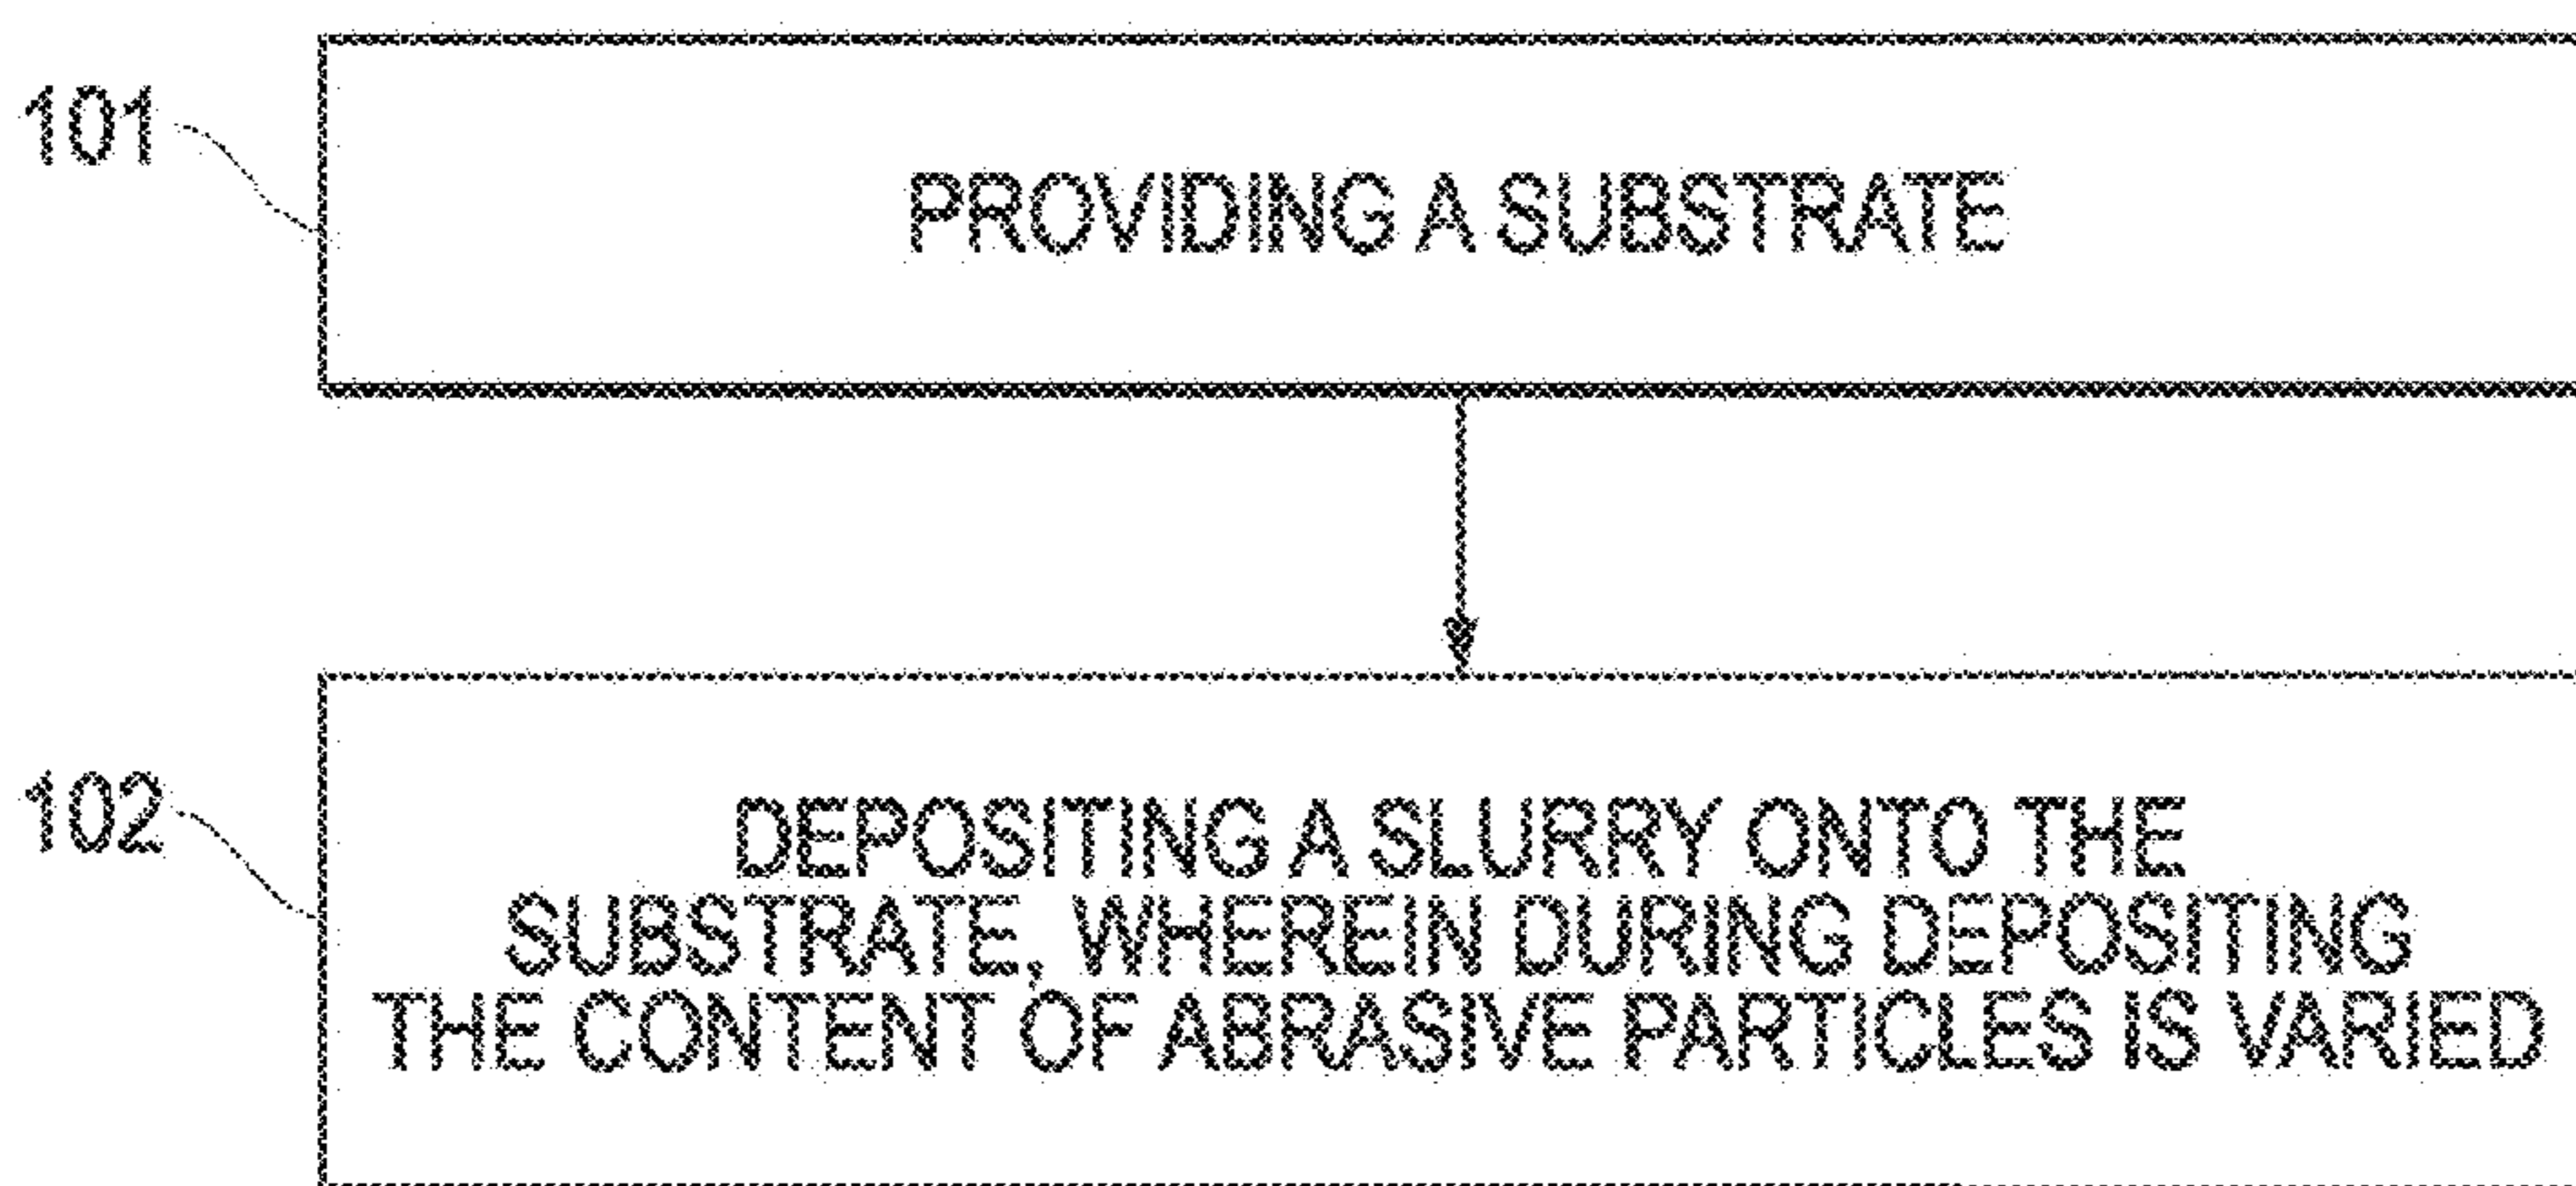 101
PROVIDING A SUBSTRATE
102
DEPOSITING A SLURRY ONTO THE
SUBSTRATE, WHEREIN DURING DEPOSITING
THE CONTENT OF ABRASIVE PARTICLES IS VARIED